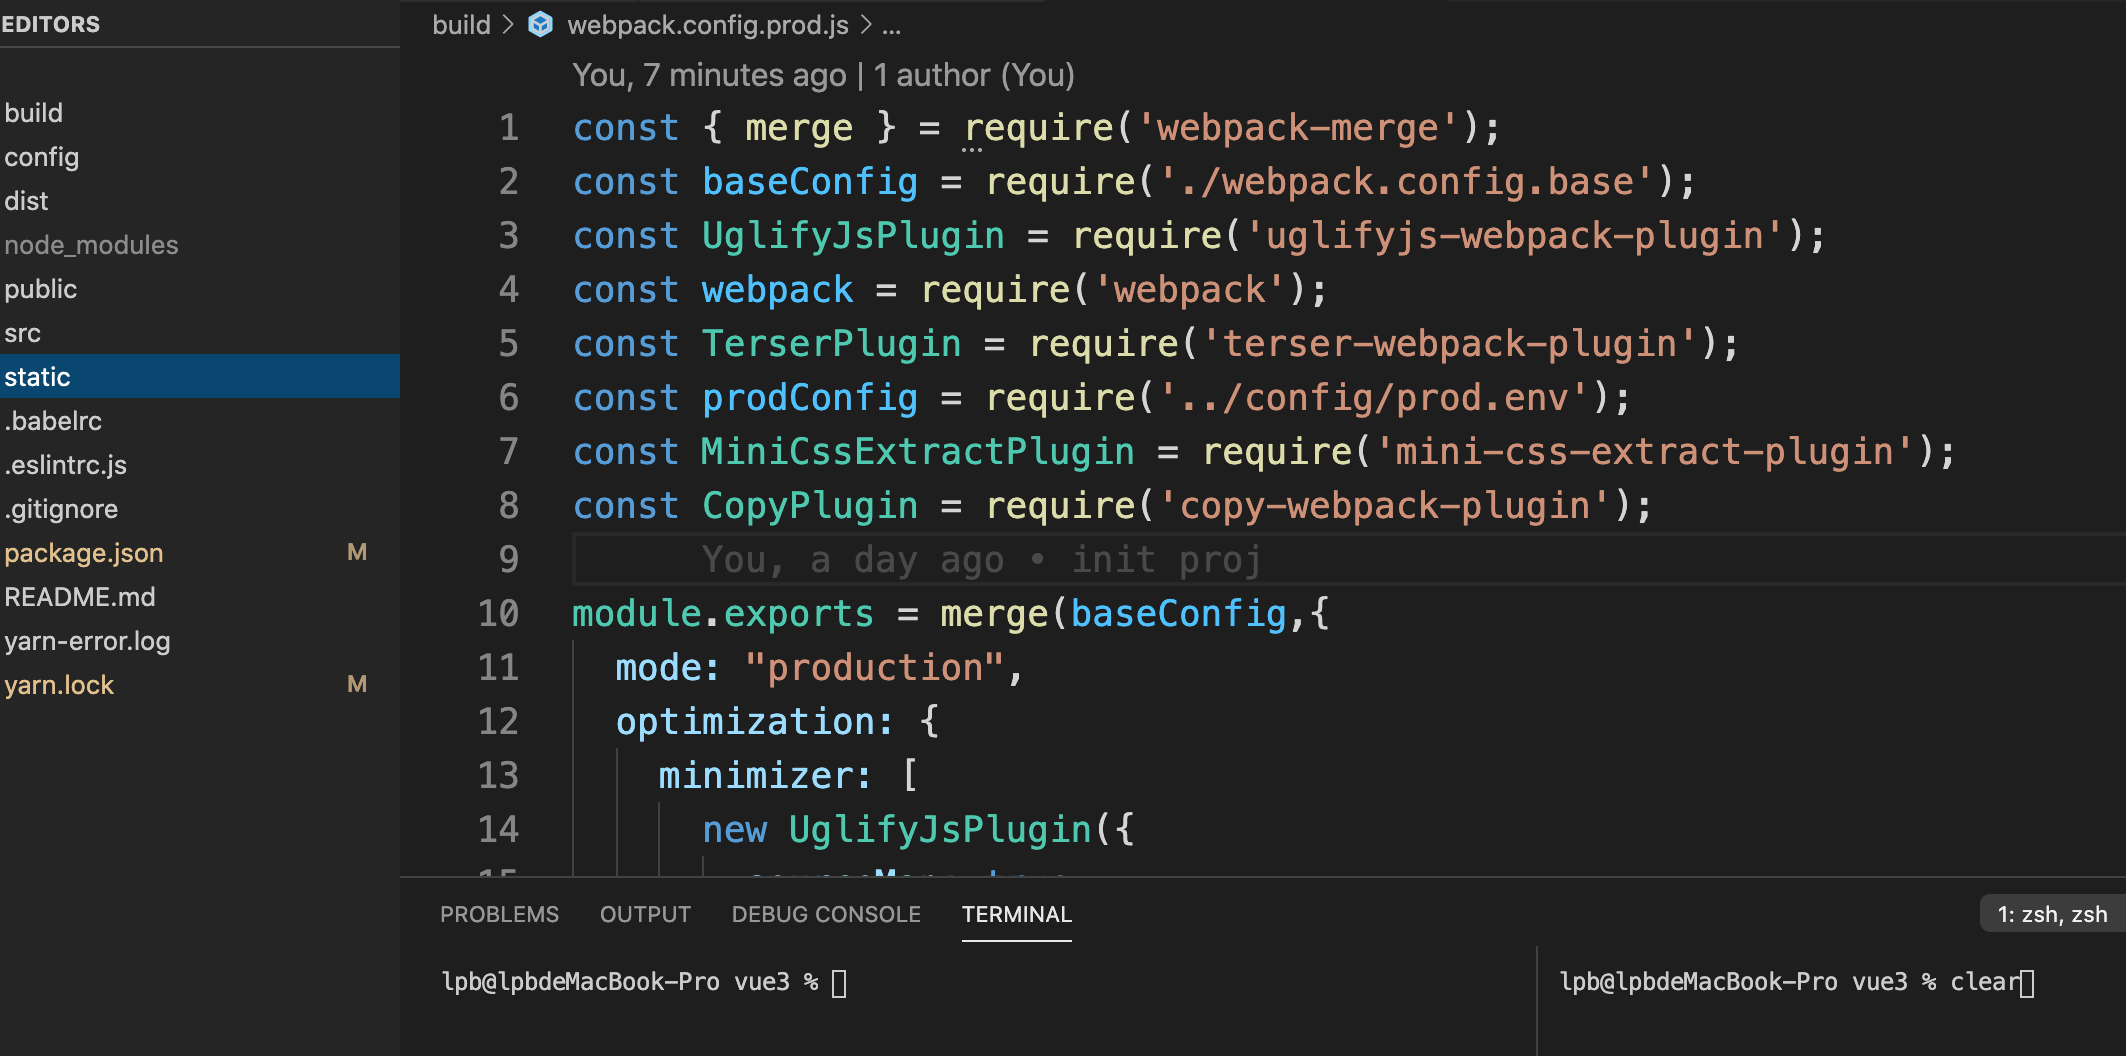 EDITORS
build
config
dist
node_modules
public
src
static
.babelrc
.eslintrc.js
.gitignore
package.json M
README.md
yarn-error.log
yarn.lock M
build > webpack.config.prod.js > ...
You, 7 minutes ago | 1 author (You)
1 const { merge } = require('webpack-merge');
2 const baseConfig = require('./webpack.config.base');
3 const UglifyJsPlugin = require('uglifyjs-webpack-plugin');
4 const webpack = require('webpack');
5 const TerserPlugin = require('terser-webpack-plugin');
6 const prodConfig = require('../config/prod.env');
7 const MiniCssExtractPlugin = require('mini-css-extract-plugin');
8 const CopyPlugin = require('copy-webpack-plugin');
9 You, a day ago • init proj
10 module.exports = merge(baseConfig,{
11 mode: "production",
12 optimization: {
13 minimizer: [
14 new UglifyJsPlugin({
PROBLEMS OUTPUT DEBUG CONSOLE TERMINAL
1: zsh, zsh
lpb@lpbdeMacBook-Pro vue3 %
lpb@lpbdeMacBook-Pro vue3 % clear